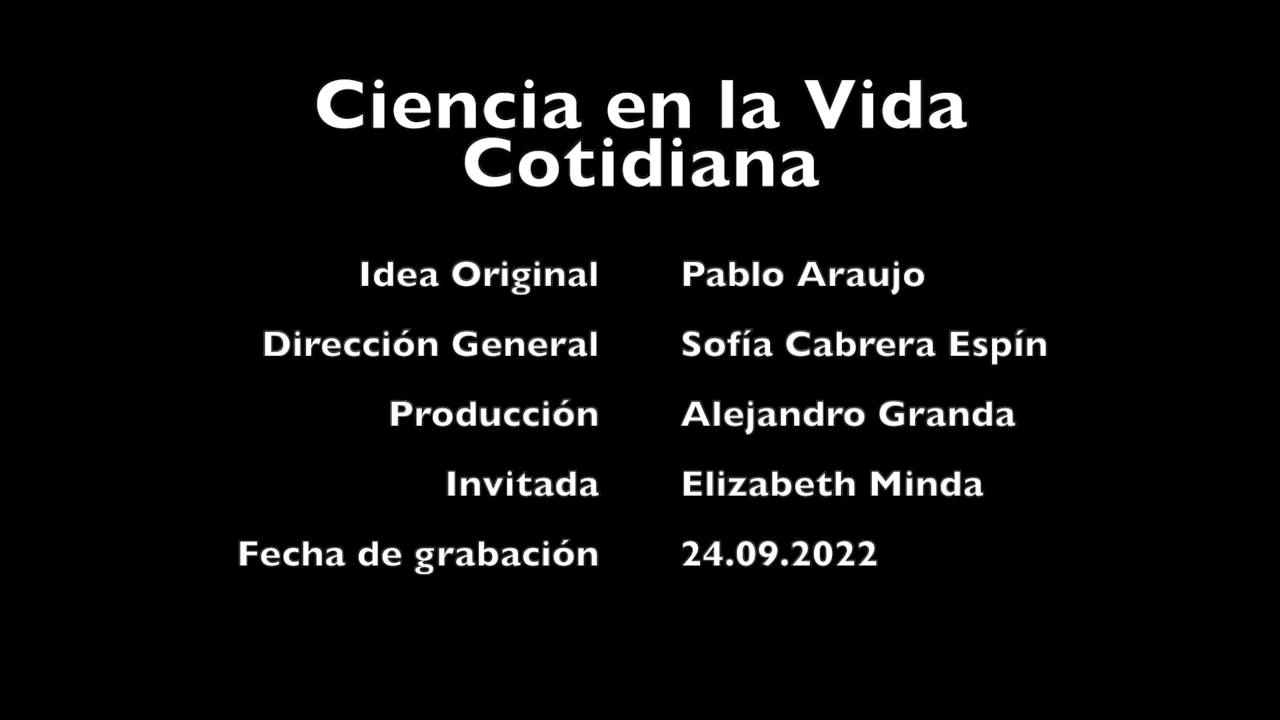 Ciencia en la Vida
Cotidiana
Idea Original Pablo Araujo
Dirección General Sofía Cabrera Espín
Producción Alejandro Granda
Invitada Elizabeth Minda
Fecha de grabación 24.09.2022